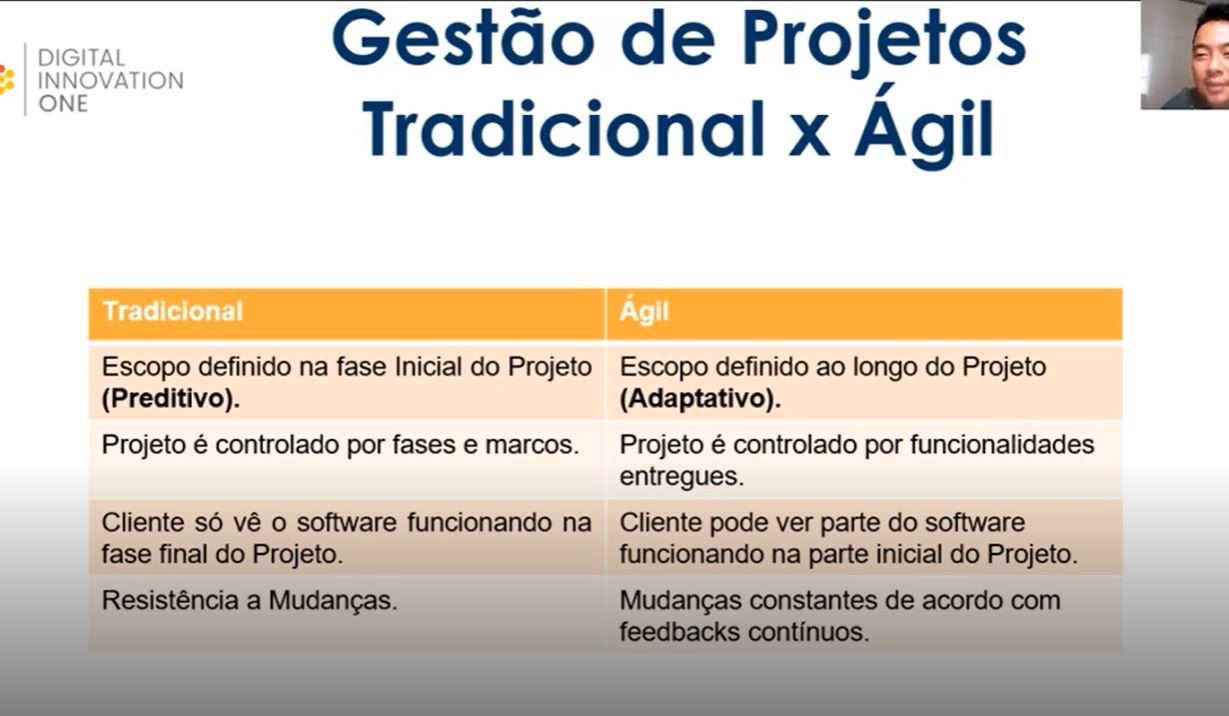 Gestão de Projetos
Tradicional x Ágil
DIGITAL
INNOVATION
ONE
Tradicional
Ágil
Escopo definido na fase Inicial do Projeto
(Preditivo).
Escopo definido ao longo do Projeto
(Adaptativo).
Projeto é controlado por fases e marcos.
Projeto é controlado por funcionalidades
entregues.
Cliente só vê o software funcionando na
fase final do Projeto.
Cliente pode ver parte do software
funcionando na parte inicial do Projeto.
Resistência a Mudanças.
Mudanças constantes de acordo com
feedbacks contínuos.